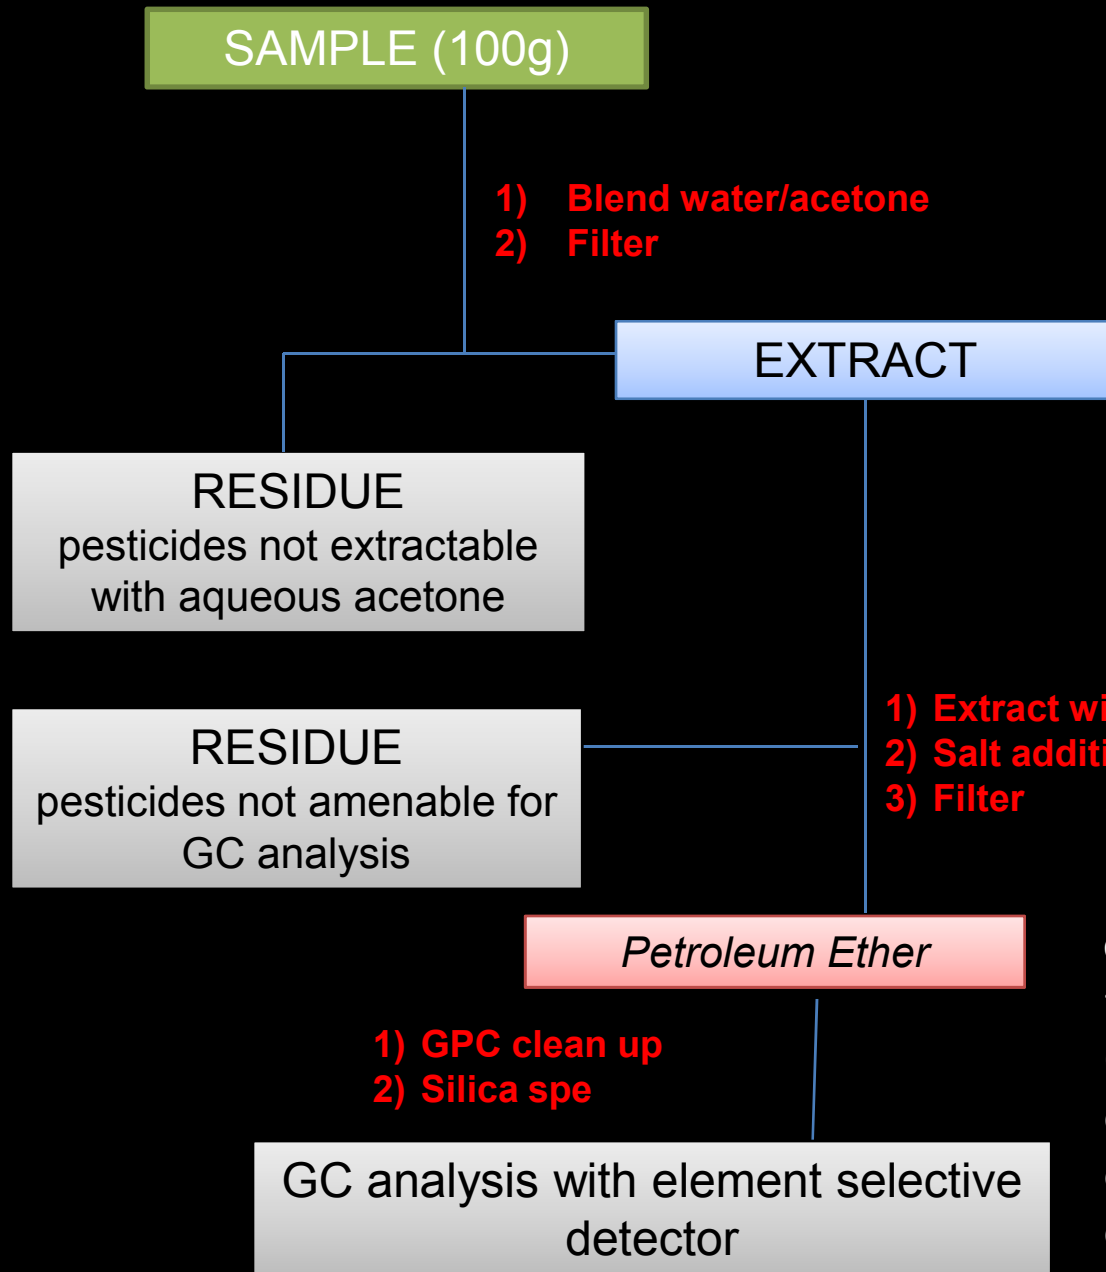 SAMPLE (100g)
1) Blend water/acetone
2) Filter
EXTRACT
RESIDUE
pesticides not extractable
with aqueous acetone
RESIDUE
pesticides not amenable for
GC analysis
1) Extract
2) Salt
3) Filter
Petroleum Ether
1) GPC clean up
2) Silica spe
GC analysis with element selective
detector